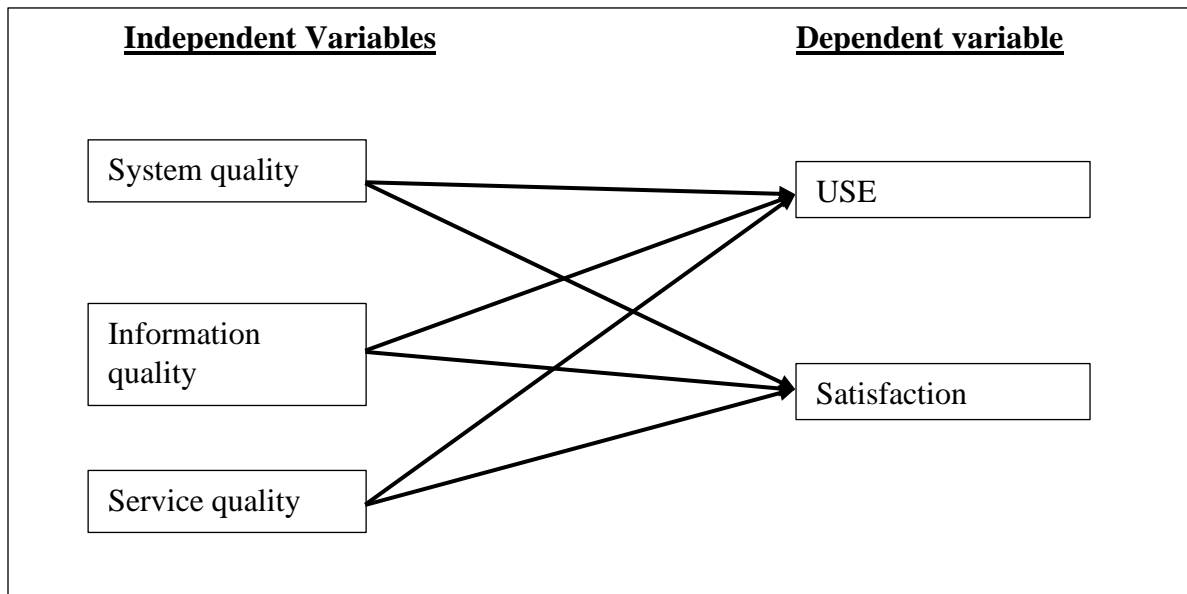 Independent Variables
Dependent variable
System quality
USE
Information
quality
Satisfaction
Service quality